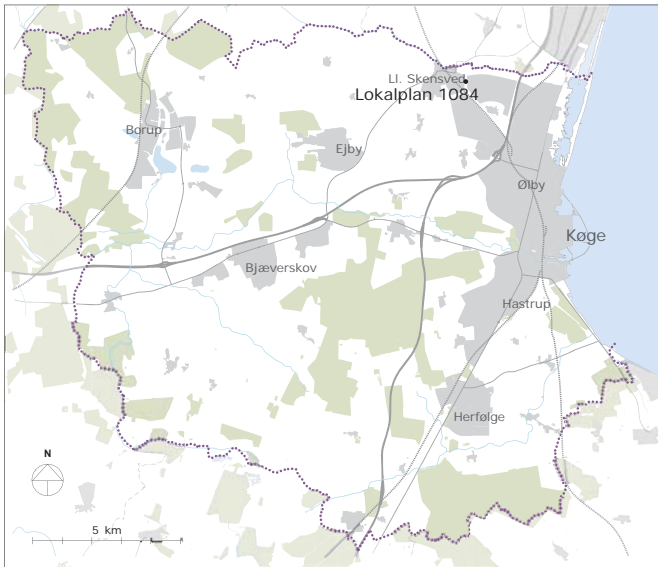 Ll. Skensved
Lokalplan 1084
Borup
Ejby
Ølby
Køge
Bjæverskov
Hastrup
Herfølge
N
5 km